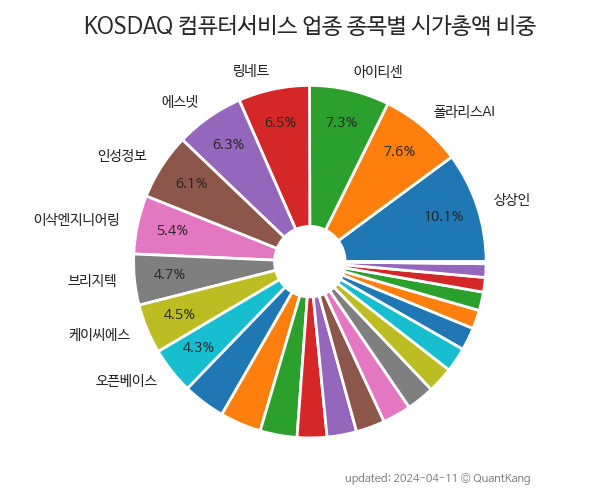 KOSDAQ 컴퓨터서비스 업종 종목별 시가총액 비중
링네트
아이티센
에스넷
폴라리스AI
6.5%
7.3%
6.3%
7.6%
인성정보
6.1%
상상인
10.1%
이삭엔지니어링
5.4%
브리지텍
4.7%
4.5%
케이씨에스
4.3%
오픈베이스
updated: 2024-04-11 © QuantKang